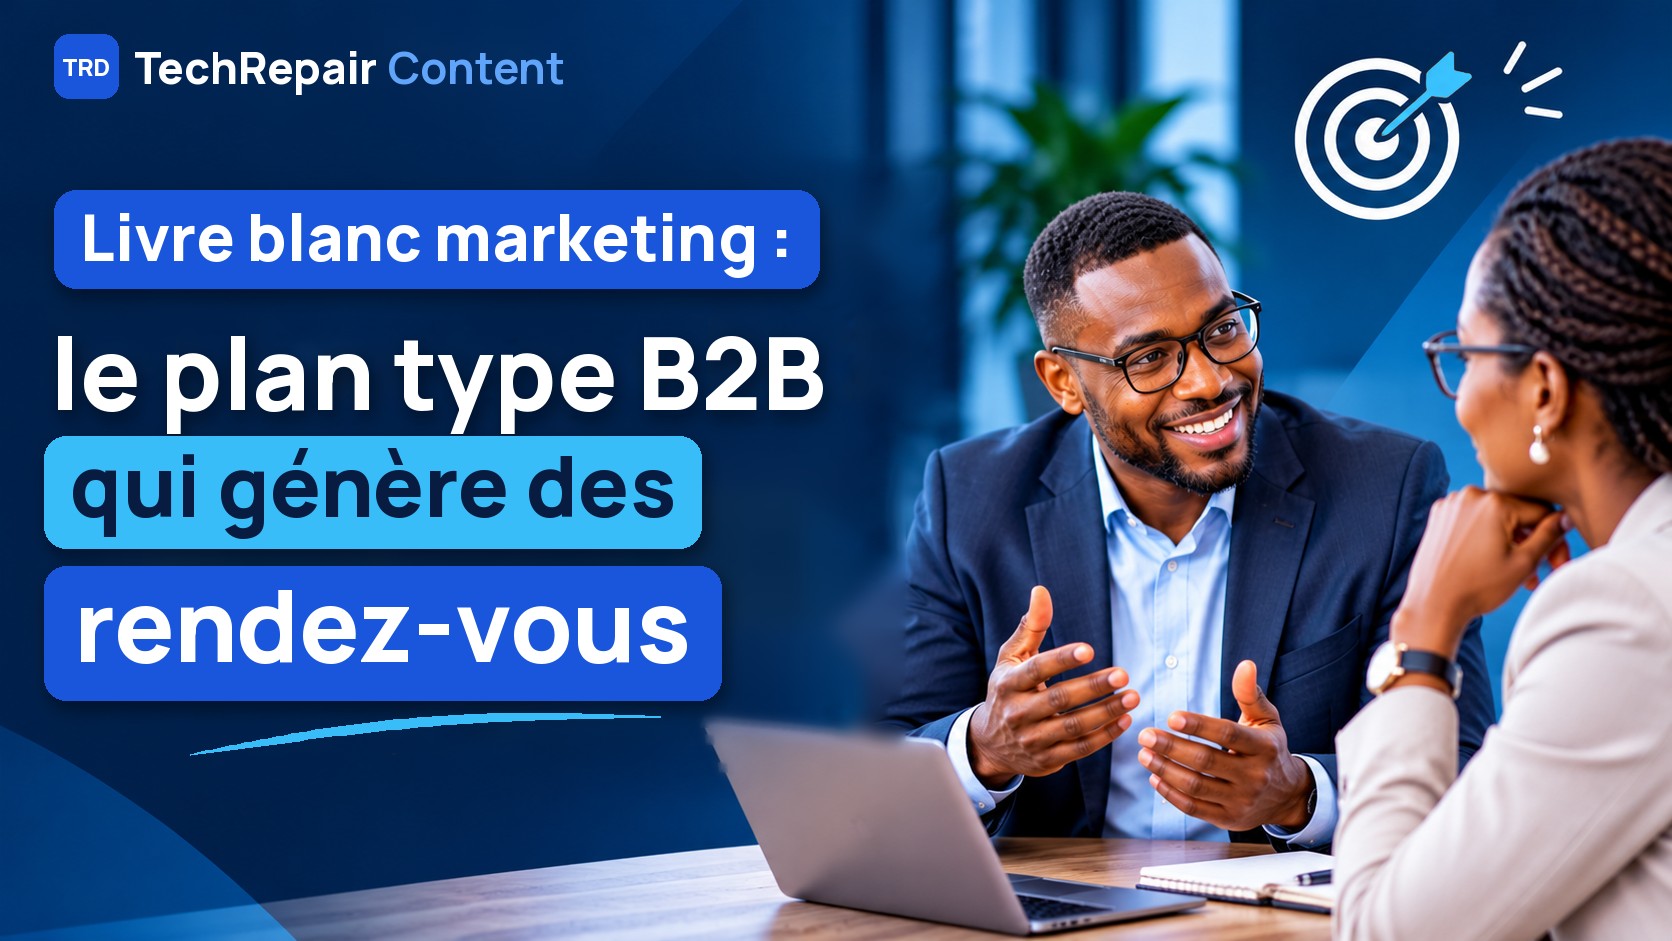 TRD TechRepair Content
Livre blanc marketing :
le plan type B2B
qui génère des
rendez-vous